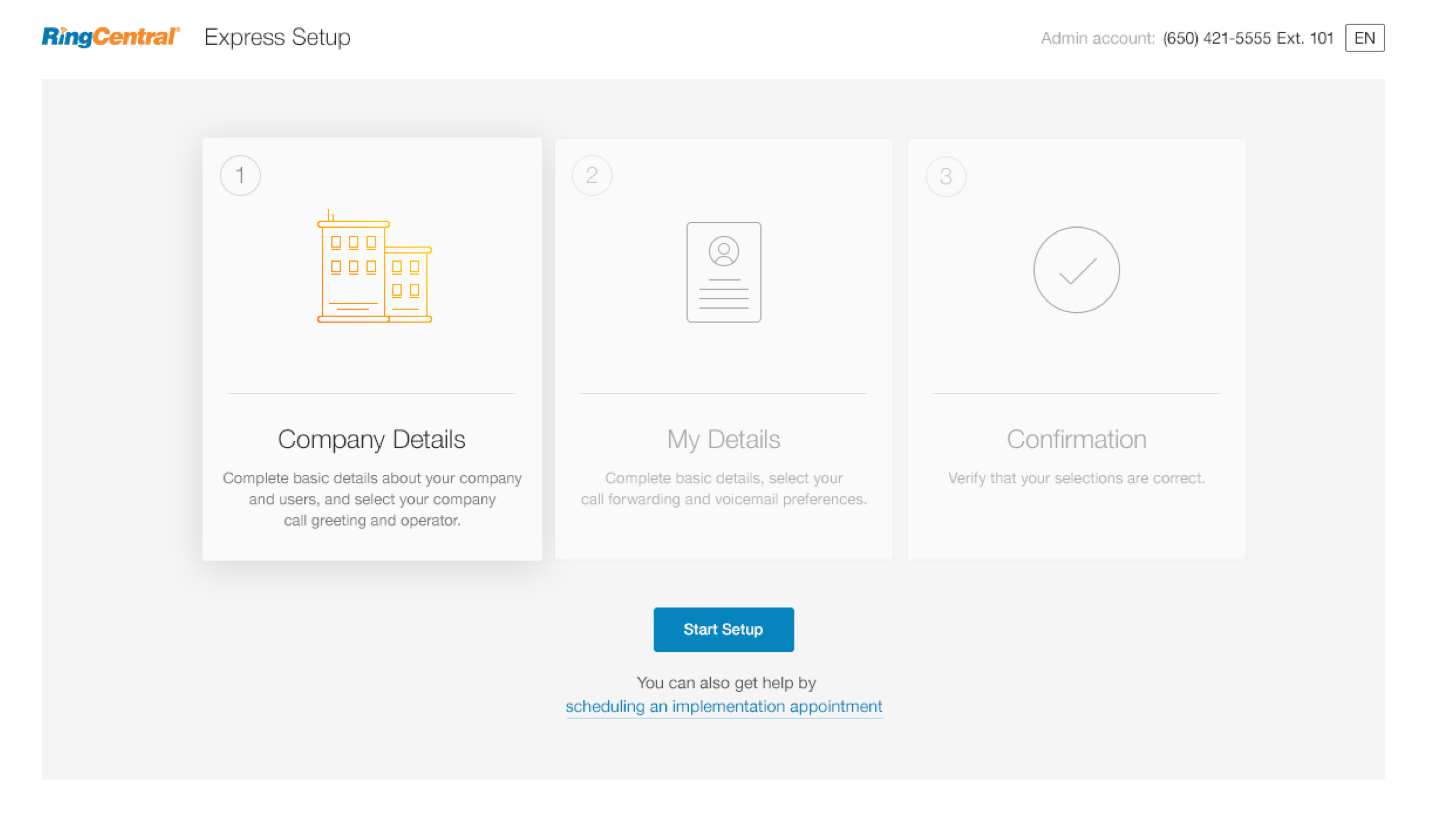 RingCentral® Express Setup
Admin account: (650) 421-5555 Ext. 101 EN
1
2
3
Company Details
Complete basic details about your company
and users, and select your company
call greeting and operator.
My Details
Complete basic details, select your
call forwarding and voicemail preferences.
Confirmation
Verify that your selections are correct.
Start Setup
You can also get help by
scheduling an implementation appointment